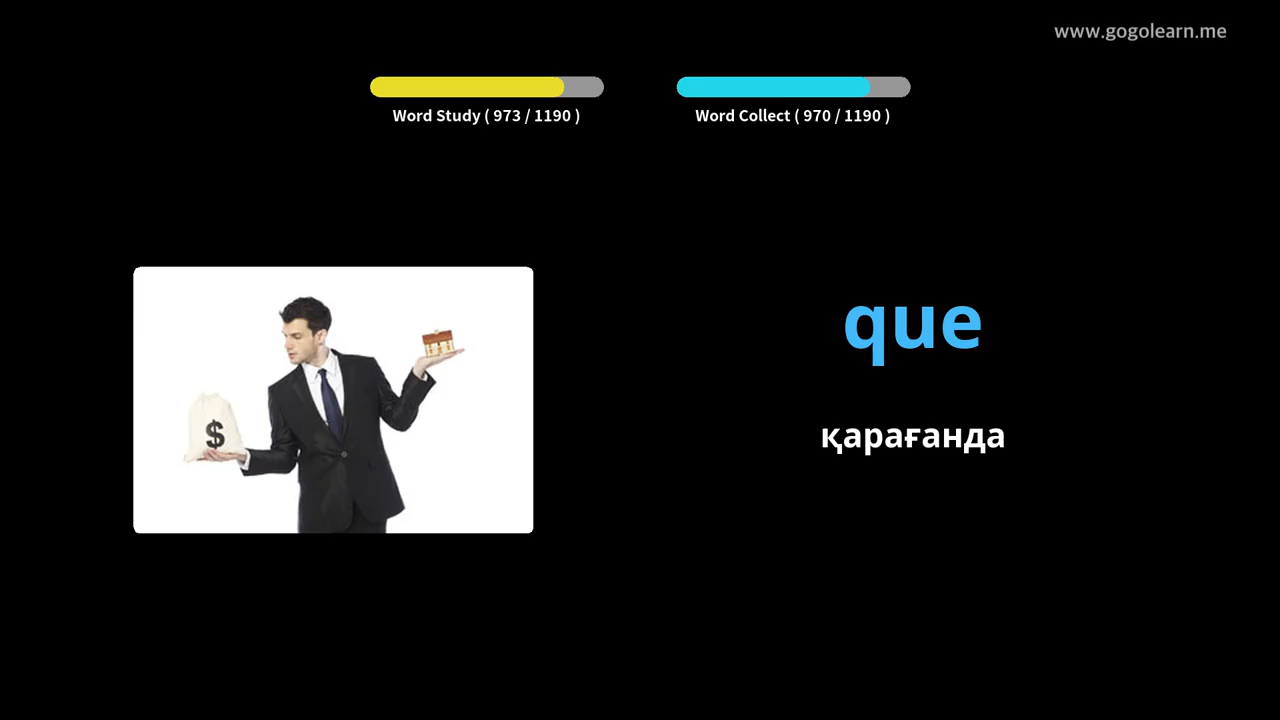 www.gogolearn.me
Word Study ( 973 / 1190 )
Word Collect ( 970 / 1190 )
$
que
қарағанда